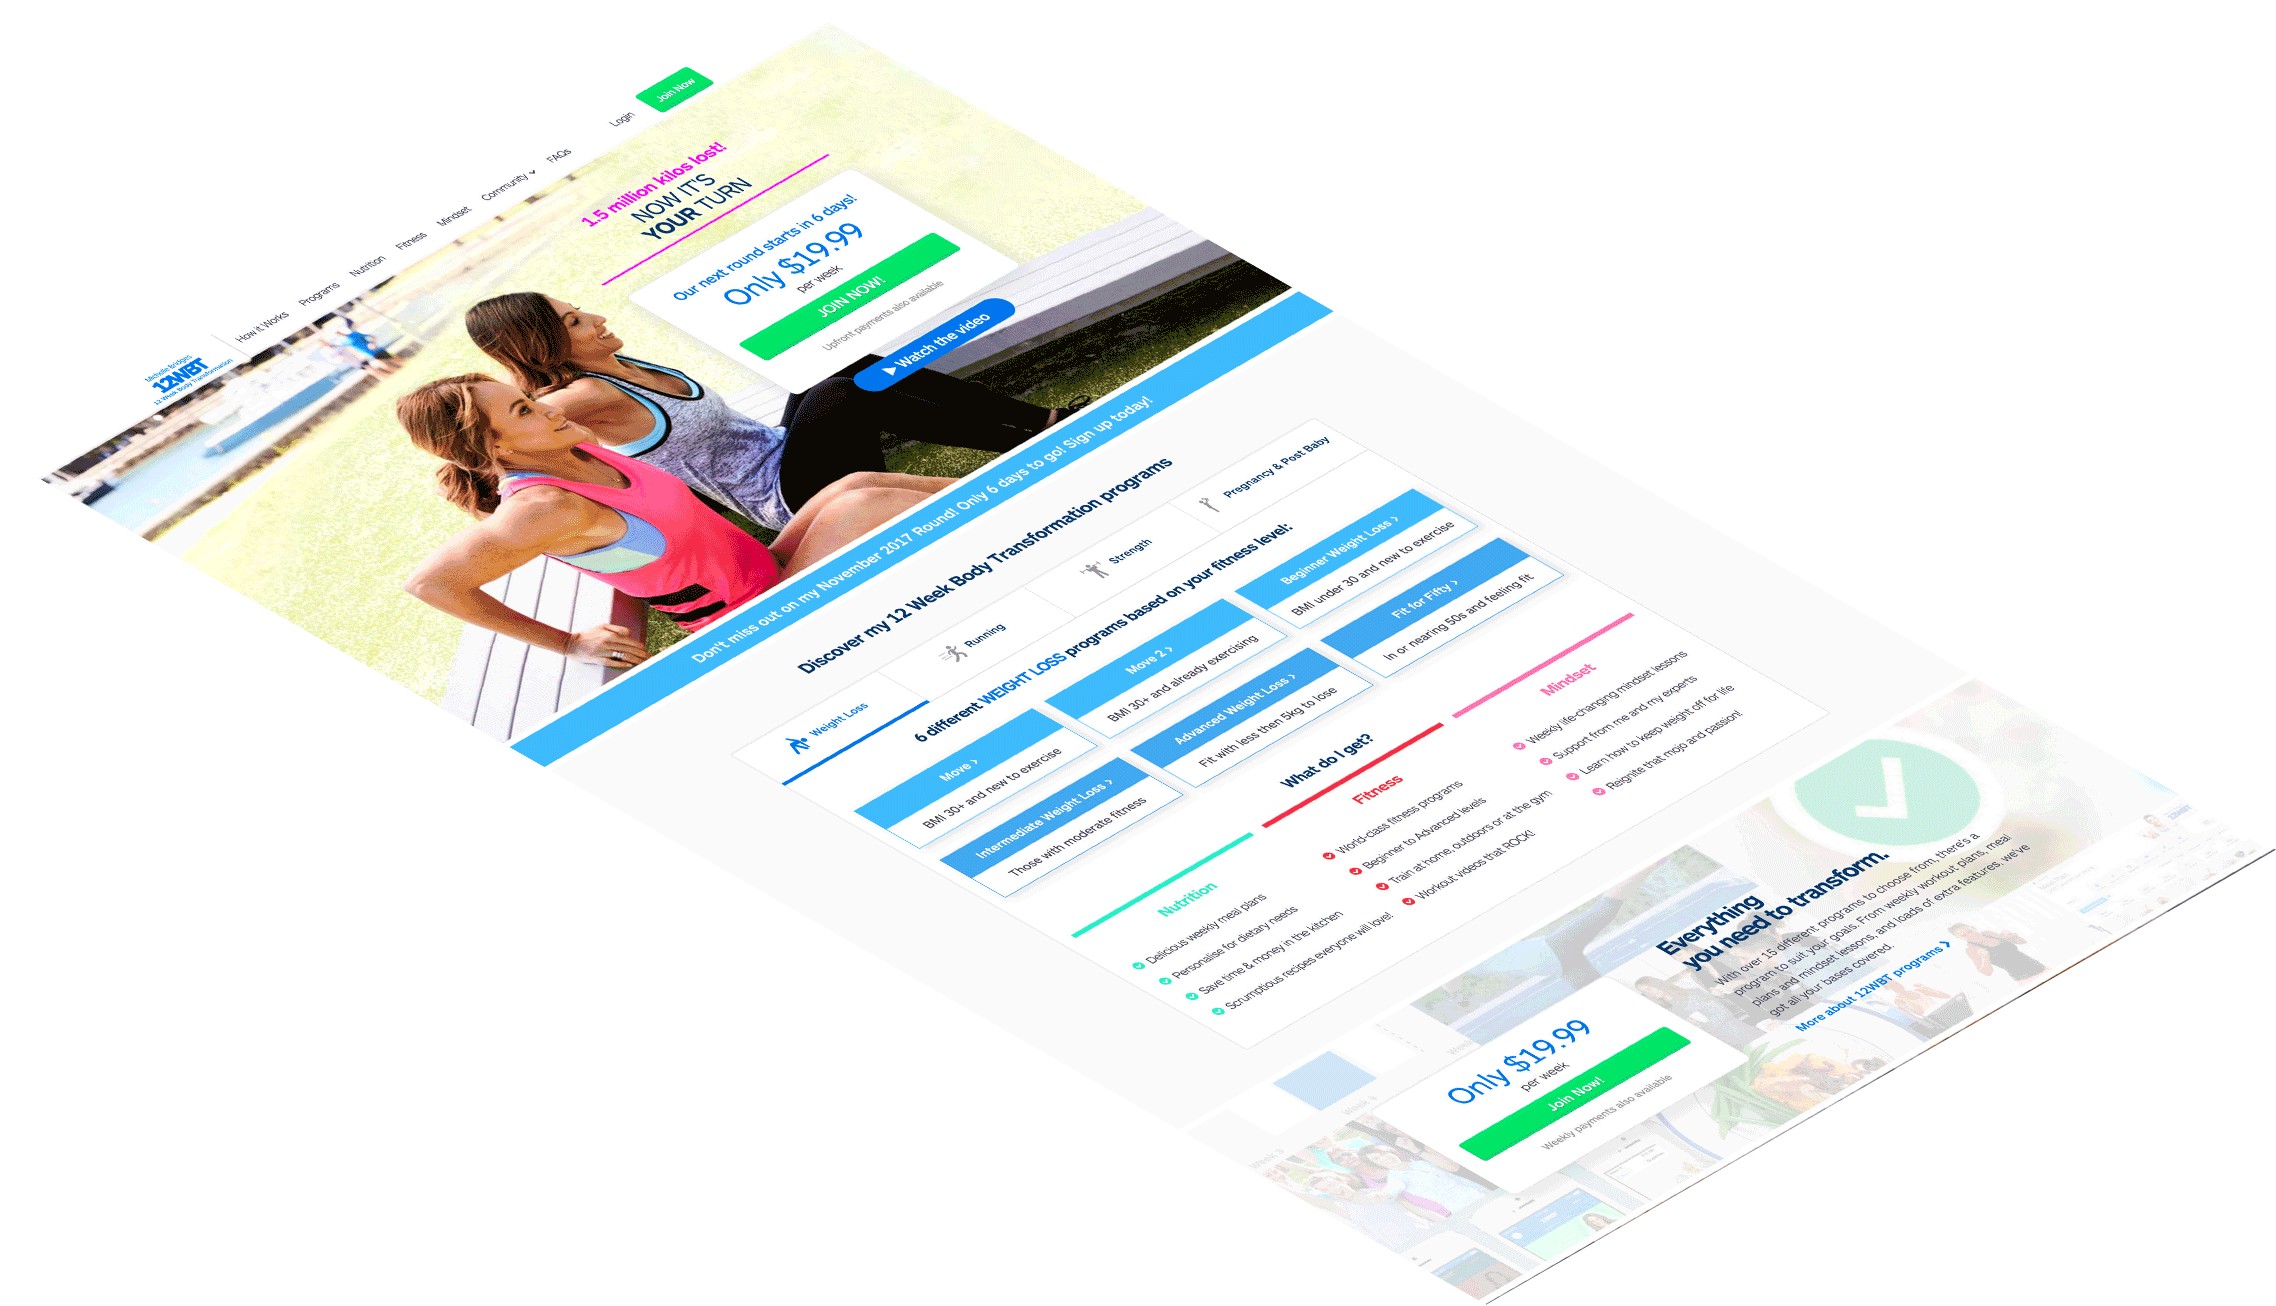 Michelle Bridges
12WBT
12 Week Body Transformation
How it Works
Programs
Nutrition
Fitness
Mindset
Community
FAQs
Login
Join Now
1.5 million kilos lost!
NOW IT'S
YOUR TURN
Our next round starts in 6 days!
Only $19.99
per week
JOIN NOW!
Upfront payments also available
Watch the video
Don't miss out on my November 2017 Round! Only 6 days to go! Sign up today!
Discover my 12 Week Body Transformation programs
Weight Loss
Running
Strength
Pregnancy & Post Baby
6 different WEIGHT LOSS programs based on your fitness level:
Move >
BMI 30+ and new to exercise
Move 2 >
BMI 30+ and already exercising
Beginner Weight Loss >
BMI under 30 and new to exercise
Intermediate Weight Loss >
Those with moderate fitness
Advanced Weight Loss >
Fit with less then 5kg to lose
Fit for Fifty >
In or nearing 50s and feeling fit
What do I get?
Nutrition
Delicious weekly meal plans
Personalise for dietary needs
Save time & money in the kitchen
Scrumptious recipes everyone will love!
Fitness
World-class fitness programs
Beginner to Advanced levels
Train at home, outdoors or at the gym
Workout videos that ROCK!
Mindset
Weekly life-changing mindset lessons
Support from me and my experts
Learn how to keep weight off for life
Reignite that mojo and passion!
Everything
you need to transform.
With over 15 different programs to choose from, there's a
program to suit your goals. From weekly workout plans, meal
plans and mindset lessons, and loads of extra features, we've
got all your bases covered.
More about 12WBT programs >
Only $19.99
per week
Join Now!
Weekly payments also available